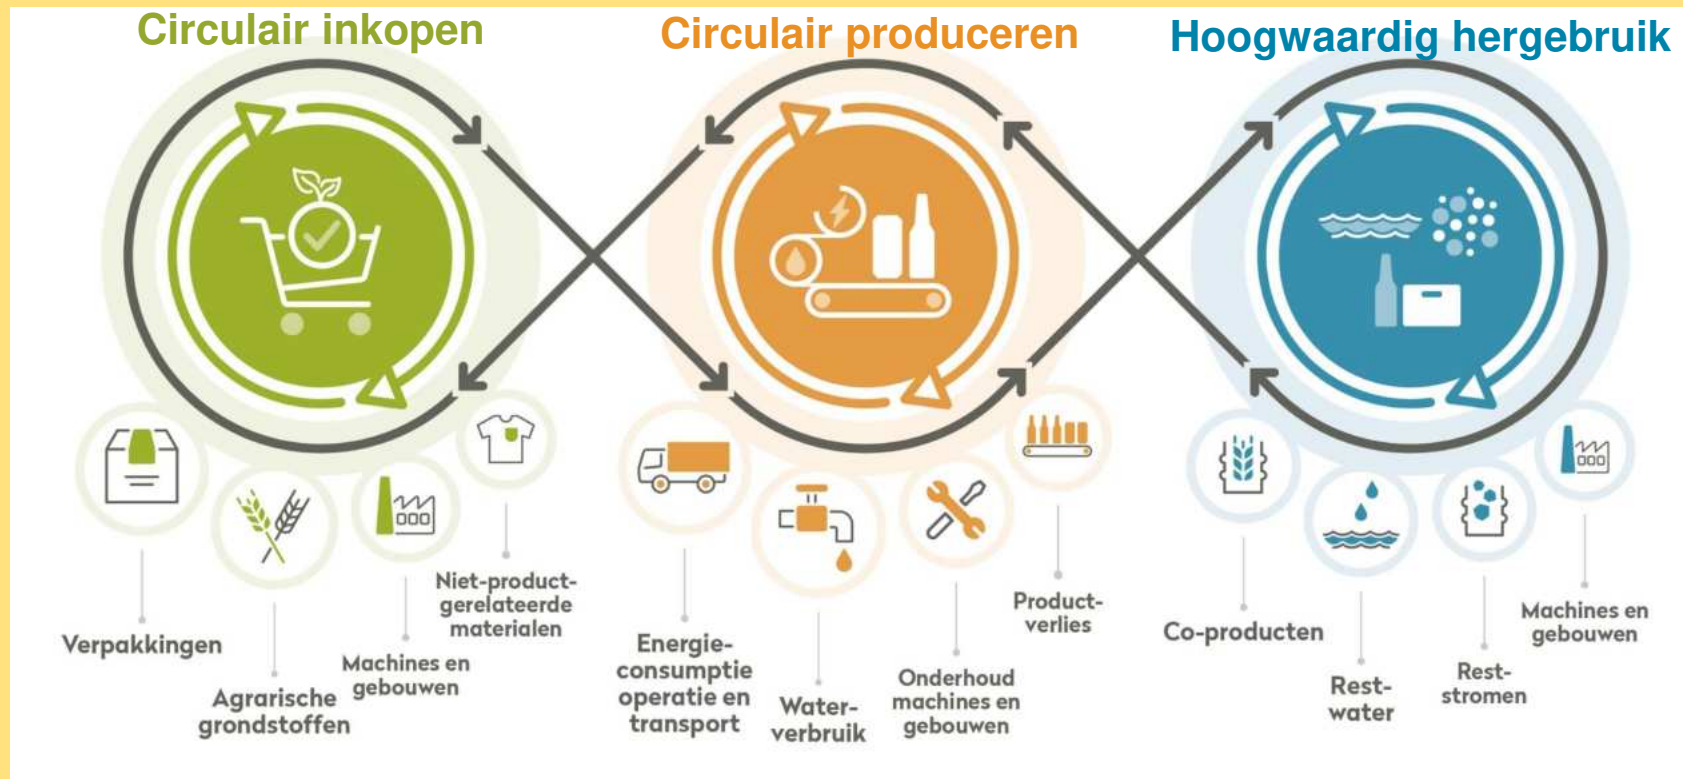 Circulair inkopen
Circulair produceren
Hoogwaardig hergebruik
Verpakkingen
Agrarische
grondstoffen
Machines en
gebouwen
Niet-product-
gerelateerde
materialen
Energie-
consumptie
operatie en
transport
Water-
verbruik
Onderhoud
machines en
gebouwen
Product-
verlies
Co-producten
Rest-
water
Rest-
stromen
Machines en
gebouwen